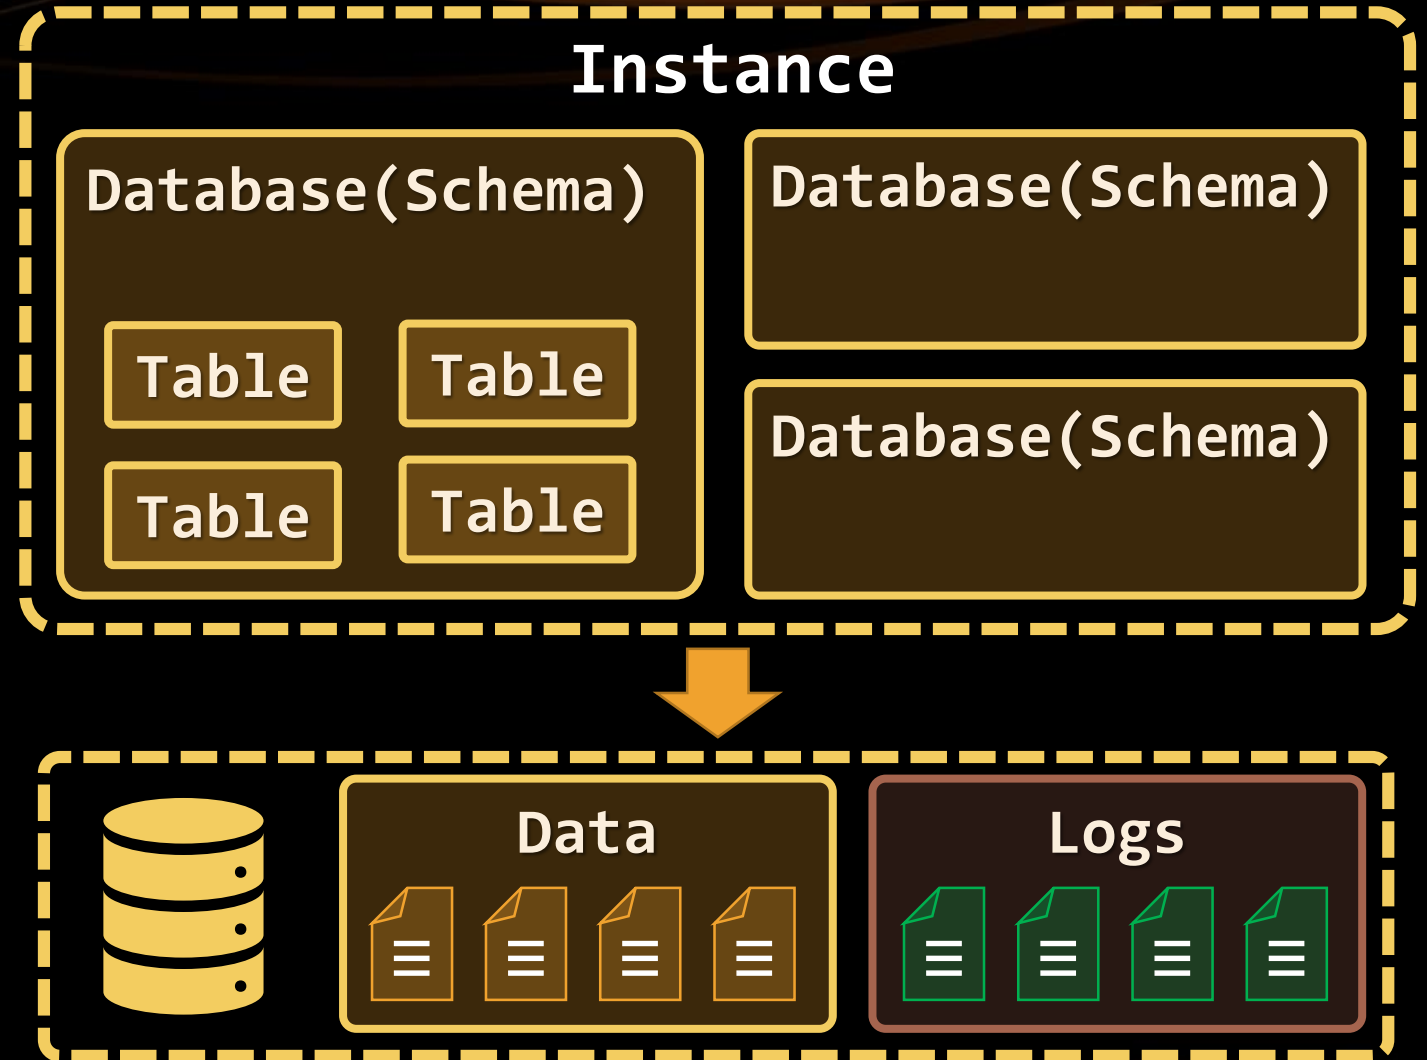 Instance
Database(Schema)
Table
Table
Table
Table
Database(Schema)
Database(Schema)
Data
Logs